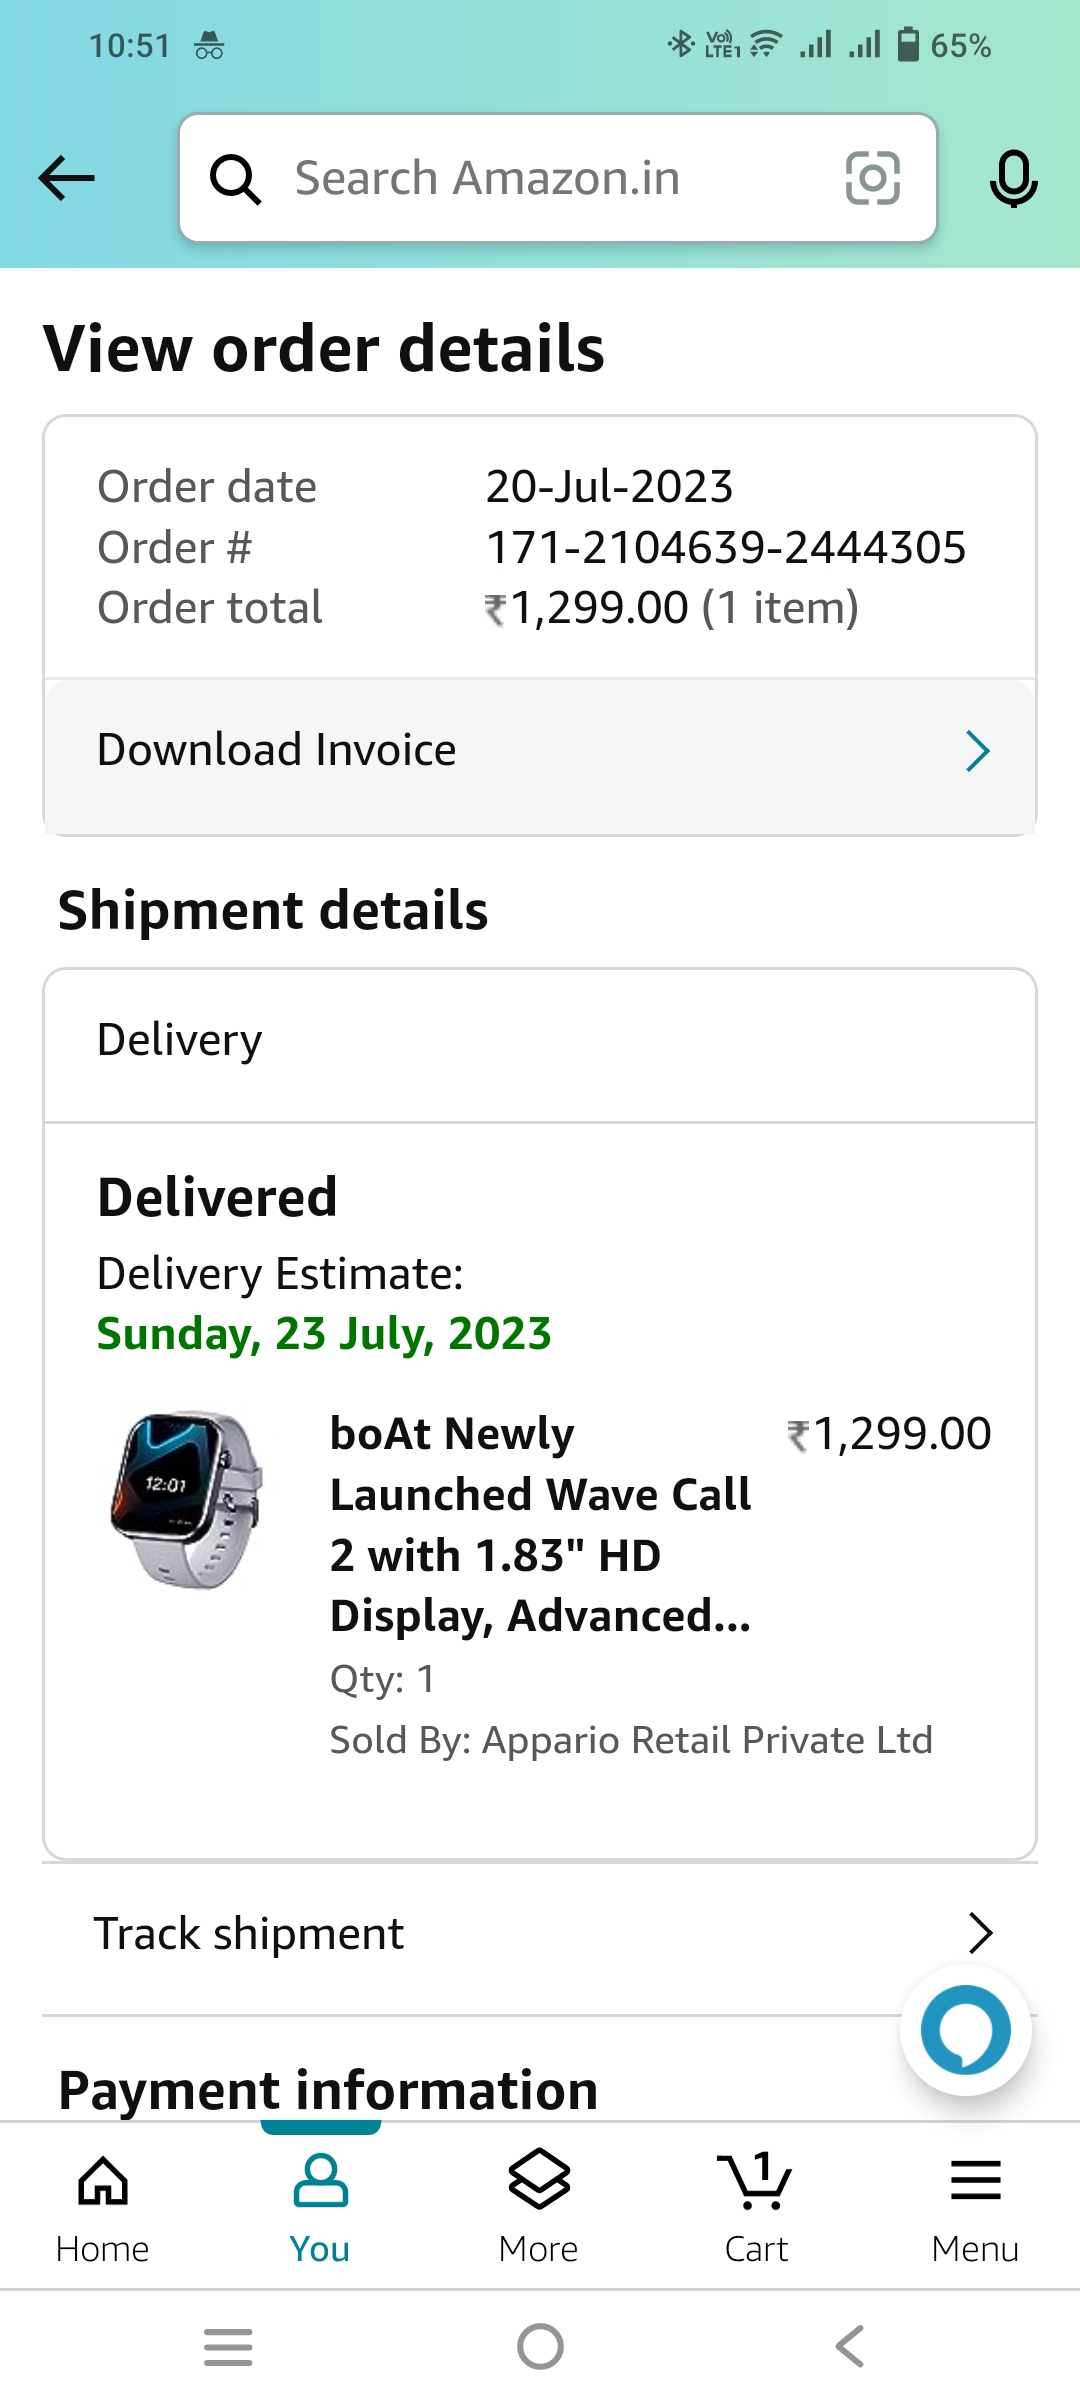 10:51
Vo)) LTE1 65%
Search Amazon.in
View order details
Order date 20-Jul-2023
Order # 171-2104639-2444305
Order total ₹1,299.00 (1 item)
Download Invoice
Shipment details
Delivery
Delivered
Delivery Estimate:
Sunday, 23 July, 2023
12:01
boAt Newly ₹1,299.00
Launched Wave Call
2 with 1.83" HD
Display, Advanced...
Qty: 1
Sold By: Appario Retail Private Ltd
Track shipment
Payment information
1
Home You More Cart Menu